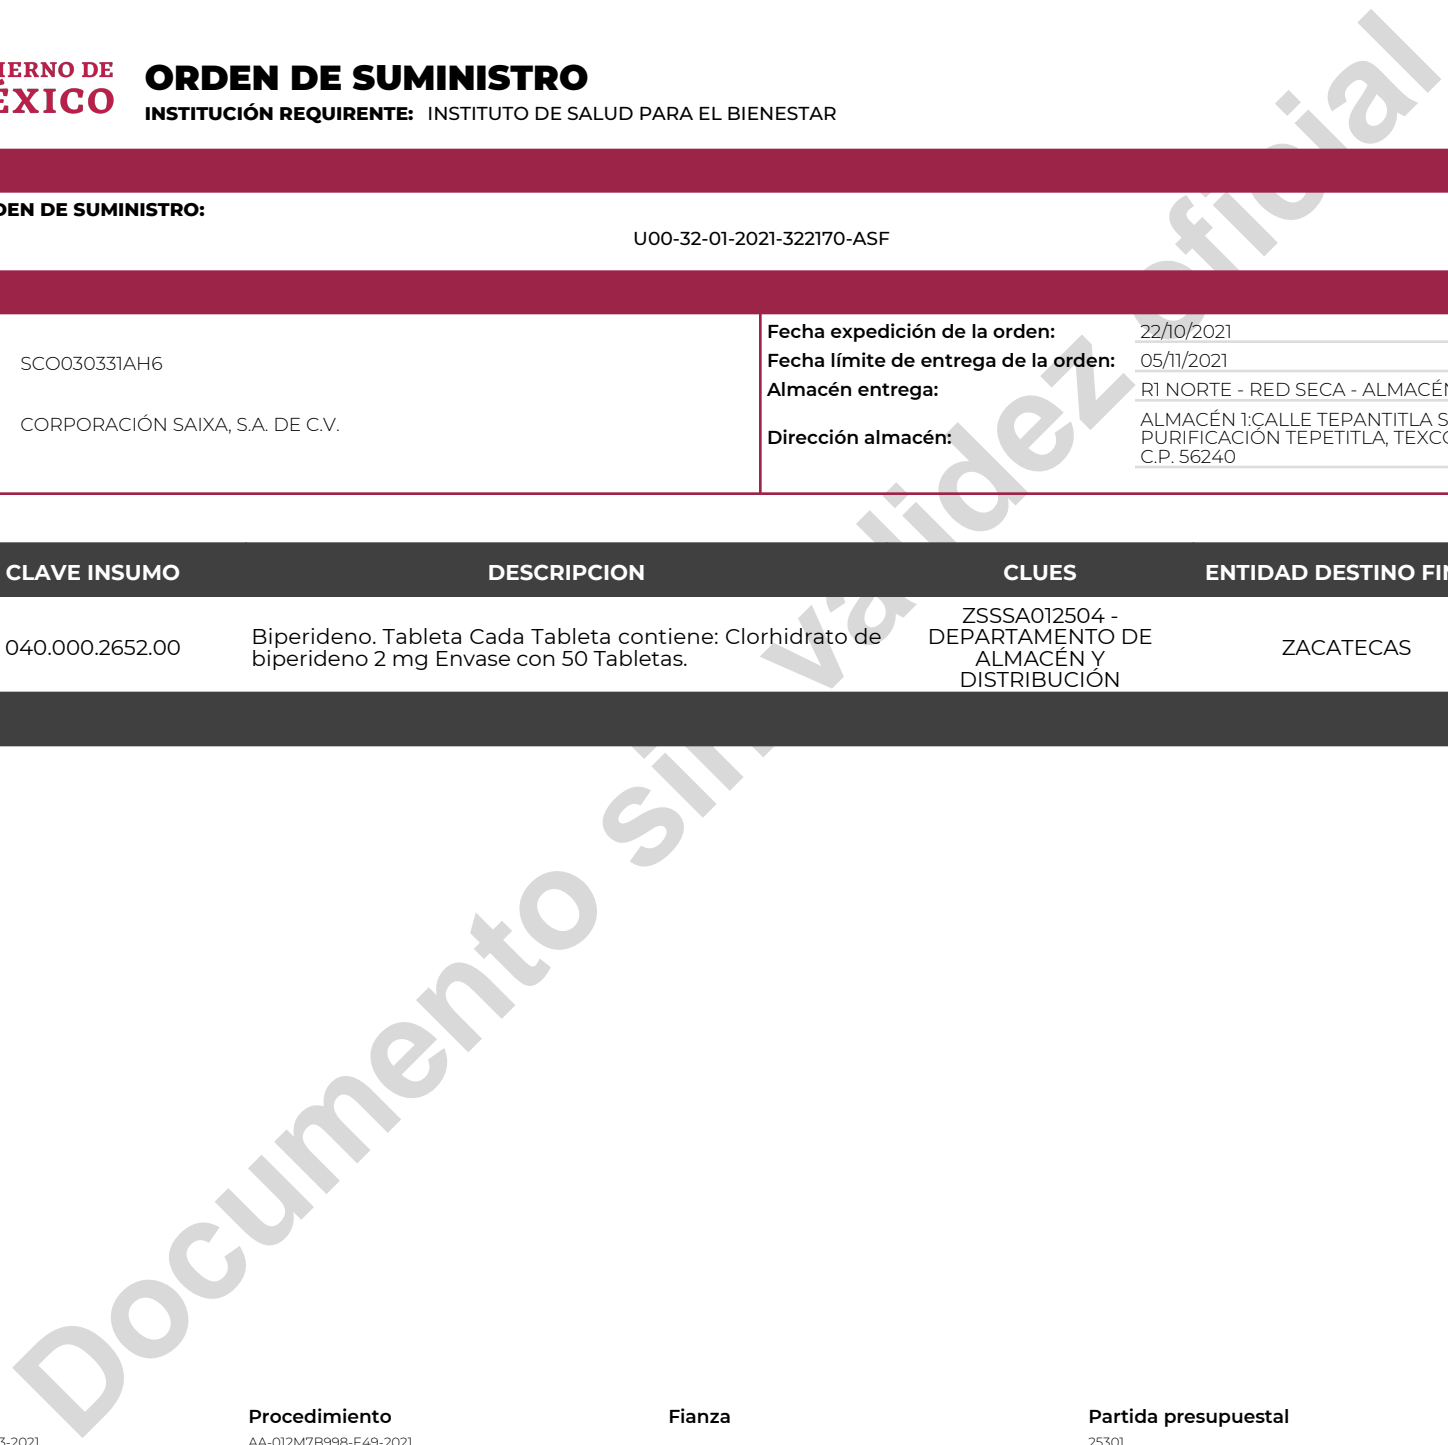 IERNO DE
ÉXICO
ORDEN DE SUMINISTRO
INSTITUCIÓN REQUIRENTE: INSTITUTO DE SALUD PARA EL BIENESTAR
DEN DE SUMINISTRO:
U00-32-01-2021-322170-ASF
SCO030331AH6
CORPORACIÓN SAIXA, S.A. DE C.V.
Fecha expedición de la orden: 22/10/2021
Fecha límite de entrega de la orden: 05/11/2021
Almacén entrega: R1 NORTE - RED SECA - ALMACÉN
Dirección almacén: ALMACÉN 1:CALLE TEPANTITLA S
PURIFICACIÓN TEPETITLA, TEXCO
C.P. 56240
CLAVE INSUMO DESCRIPCION CLUES ENTIDAD DESTINO FIN
040.000.2652.00
Biperideno. Tableta Cada Tableta contiene: Clorhidrato de
biperideno 2 mg Envase con 50 Tabletas.
ZSSSA012504 -
DEPARTAMENTO DE
ALMACÉN Y
DISTRIBUCIÓN
ZACATECAS
Documento sin validez oficial
Procedimiento Fianza Partida presupuestal
3-2021 AA-012M7B998-E49-2021 25301